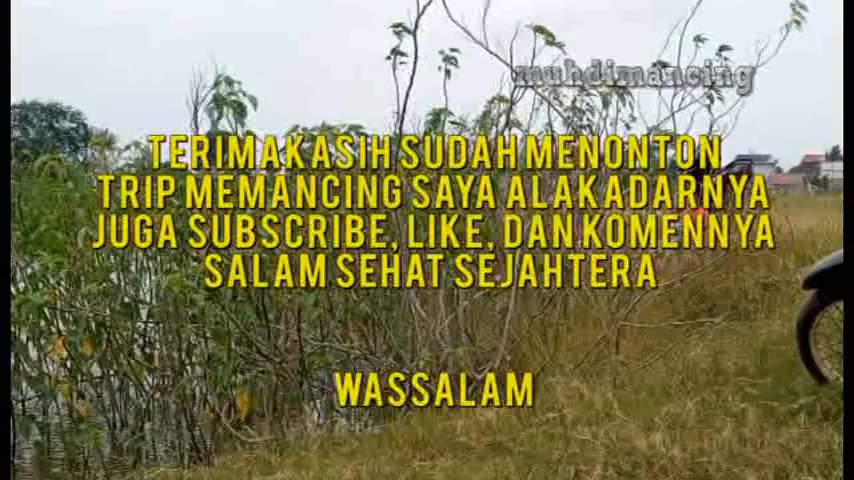 muhdimancing
TERIMAKASIH SUDAH MENONTON
TRIP MEMANCING SAYA ALAKADARNYA
JUGA SUBSCRIBE, LIKE, DAN KOMENNYA
SALAM SEHAT SEJAHTERA
WASSALAM